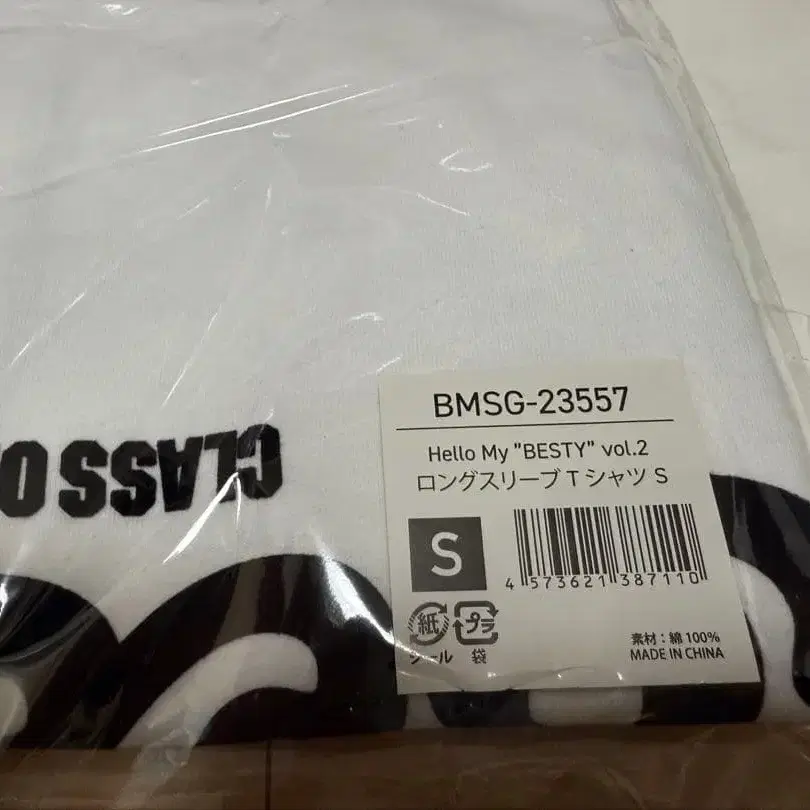 CLASS O
BMSG-23557
Hello My "BESTY" vol.2
ロングスリーブTシャツ S
S
4 573621 387110
紙 プラ
シール 袋
素材：綿 100%
MADE IN CHINA